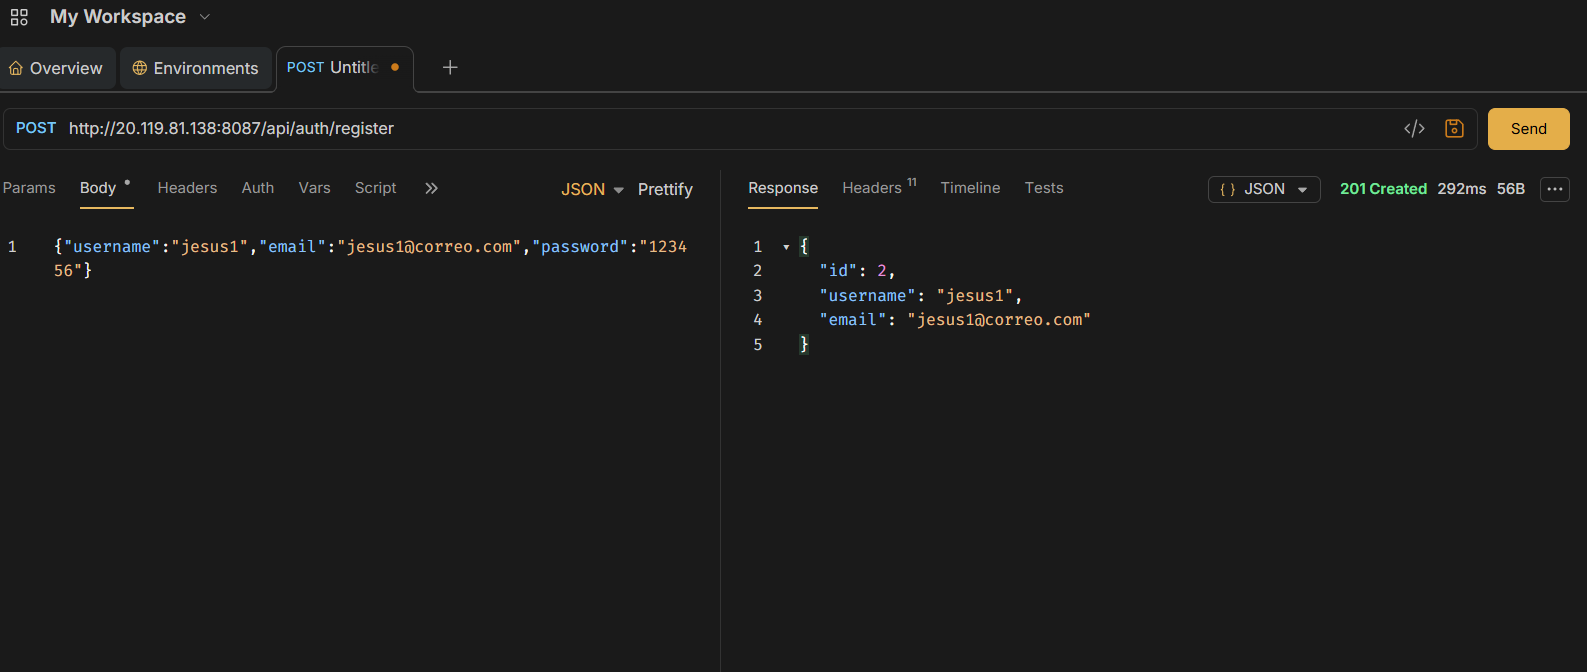 My Workspace
Overview Environments POST Untitle
POST http://20.119.81.138:8087/api/auth/register </> Send
Params Body Headers Auth Vars Script JSON Prettify
Response Headers 11 Timeline Tests { } JSON 201 Created 292ms 56B
1 {"username":"jesus1","email":"jesus1@correo.com","password":"1234
56"}
1 {
2 "id": 2,
3 "username": "jesus1",
4 "email": "jesus1@correo.com"
5 }